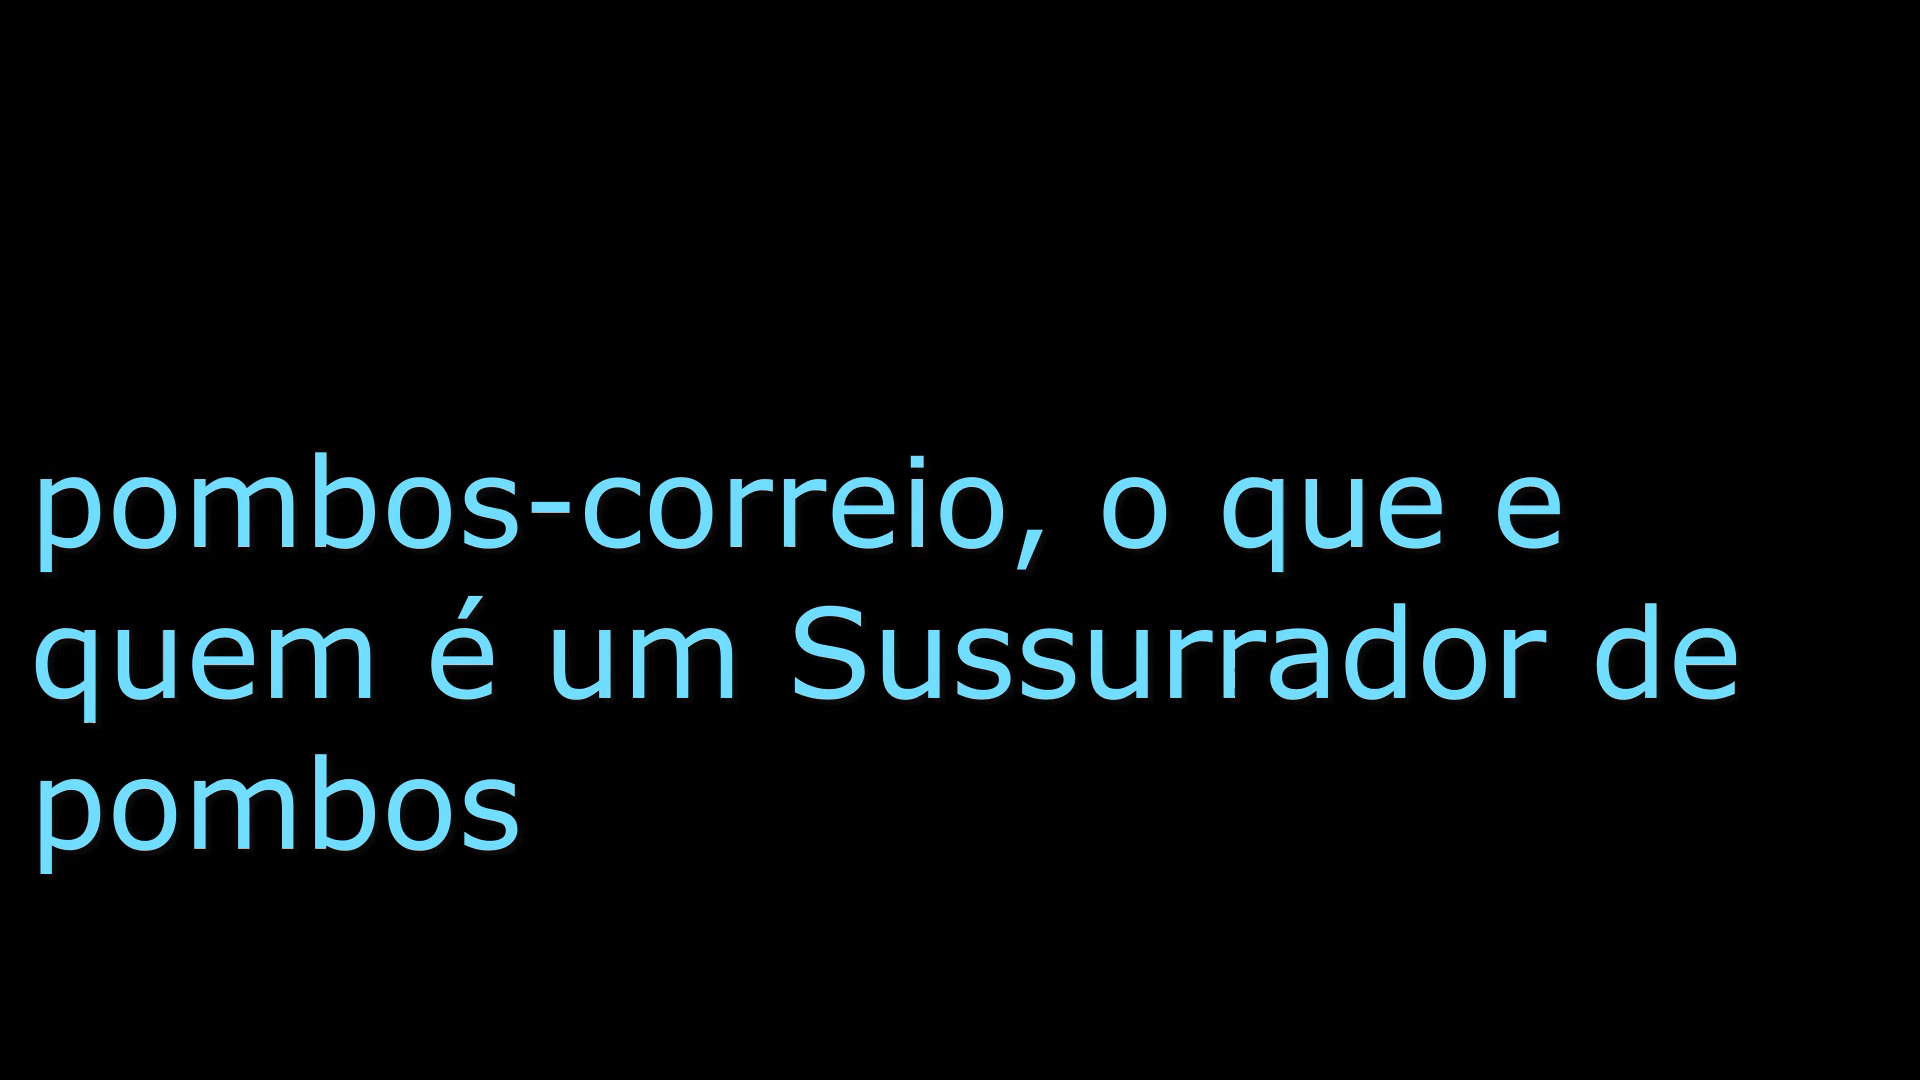 pombos-correio, o que e
quem é um Sussurrador de
pombos